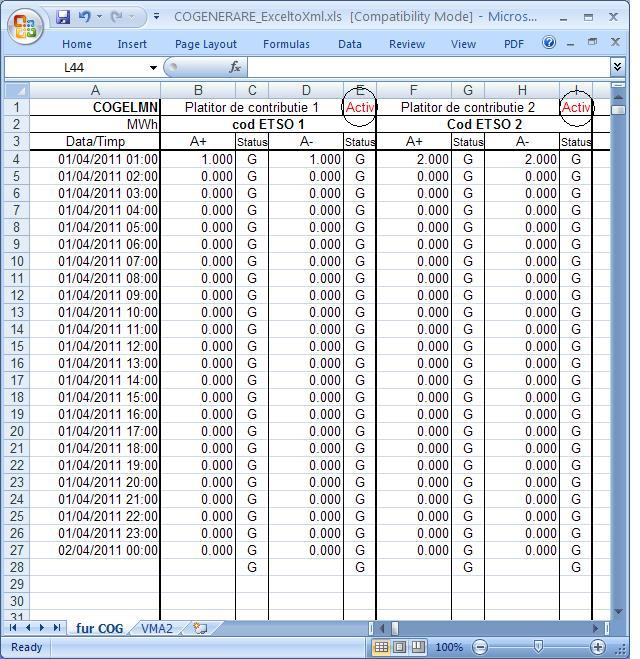 COGENERARE_ExceltoXml.xls [Compatibility Mode] - Micros...
Home Insert Page Layout Formulas Data Review View PDF
L44 fx
A B C D E F G H I
1 COGELMN Platitor de contributie 1 Activ Platitor de contributie 2 Activ
2 MWh cod ETSO 1 Cod ETSO 2
3 Data/Timp A+ Status A- Status A+ Status A- Status
4 01/04/2011 01:00 1.000 G 1.000 G 2.000 G 2.000 G
5 01/04/2011 02:00 0.000 G 0.000 G 0.000 G 0.000 G
6 01/04/2011 03:00 0.000 G 0.000 G 0.000 G 0.000 G
7 01/04/2011 04:00 0.000 G 0.000 G 0.000 G 0.000 G
8 01/04/2011 05:00 0.000 G 0.000 G 0.000 G 0.000 G
9 01/04/2011 06:00 0.000 G 0.000 G 0.000 G 0.000 G
10 01/04/2011 07:00 0.000 G 0.000 G 0.000 G 0.000 G
11 01/04/2011 08:00 0.000 G 0.000 G 0.000 G 0.000 G
12 01/04/2011 09:00 0.000 G 0.000 G 0.000 G 0.000 G
13 01/04/2011 10:00 0.000 G 0.000 G 0.000 G 0.000 G
14 01/04/2011 11:00 0.000 G 0.000 G 0.000 G 0.000 G
15 01/04/2011 12:00 0.000 G 0.000 G 0.000 G 0.000 G
16 01/04/2011 13:00 0.000 G 0.000 G 0.000 G 0.000 G
17 01/04/2011 14:00 0.000 G 0.000 G 0.000 G 0.000 G
18 01/04/2011 15:00 0.000 G 0.000 G 0.000 G 0.000 G
19 01/04/2011 16:00 0.000 G 0.000 G 0.000 G 0.000 G
20 01/04/2011 17:00 0.000 G 0.000 G 0.000 G 0.000 G
21 01/04/2011 18:00 0.000 G 0.000 G 0.000 G 0.000 G
22 01/04/2011 19:00 0.000 G 0.000 G 0.000 G 0.000 G
23 01/04/2011 20:00 0.000 G 0.000 G 0.000 G 0.000 G
24 01/04/2011 21:00 0.000 G 0.000 G 0.000 G 0.000 G
25 01/04/2011 22:00 0.000 G 0.000 G 0.000 G 0.000 G
26 01/04/2011 23:00 0.000 G 0.000 G 0.000 G 0.000 G
27 02/04/2011 00:00 0.000 G 0.000 G 0.000 G 0.000 G
28 G G G G
29
30
31
fur COG VMA2
Ready 100%